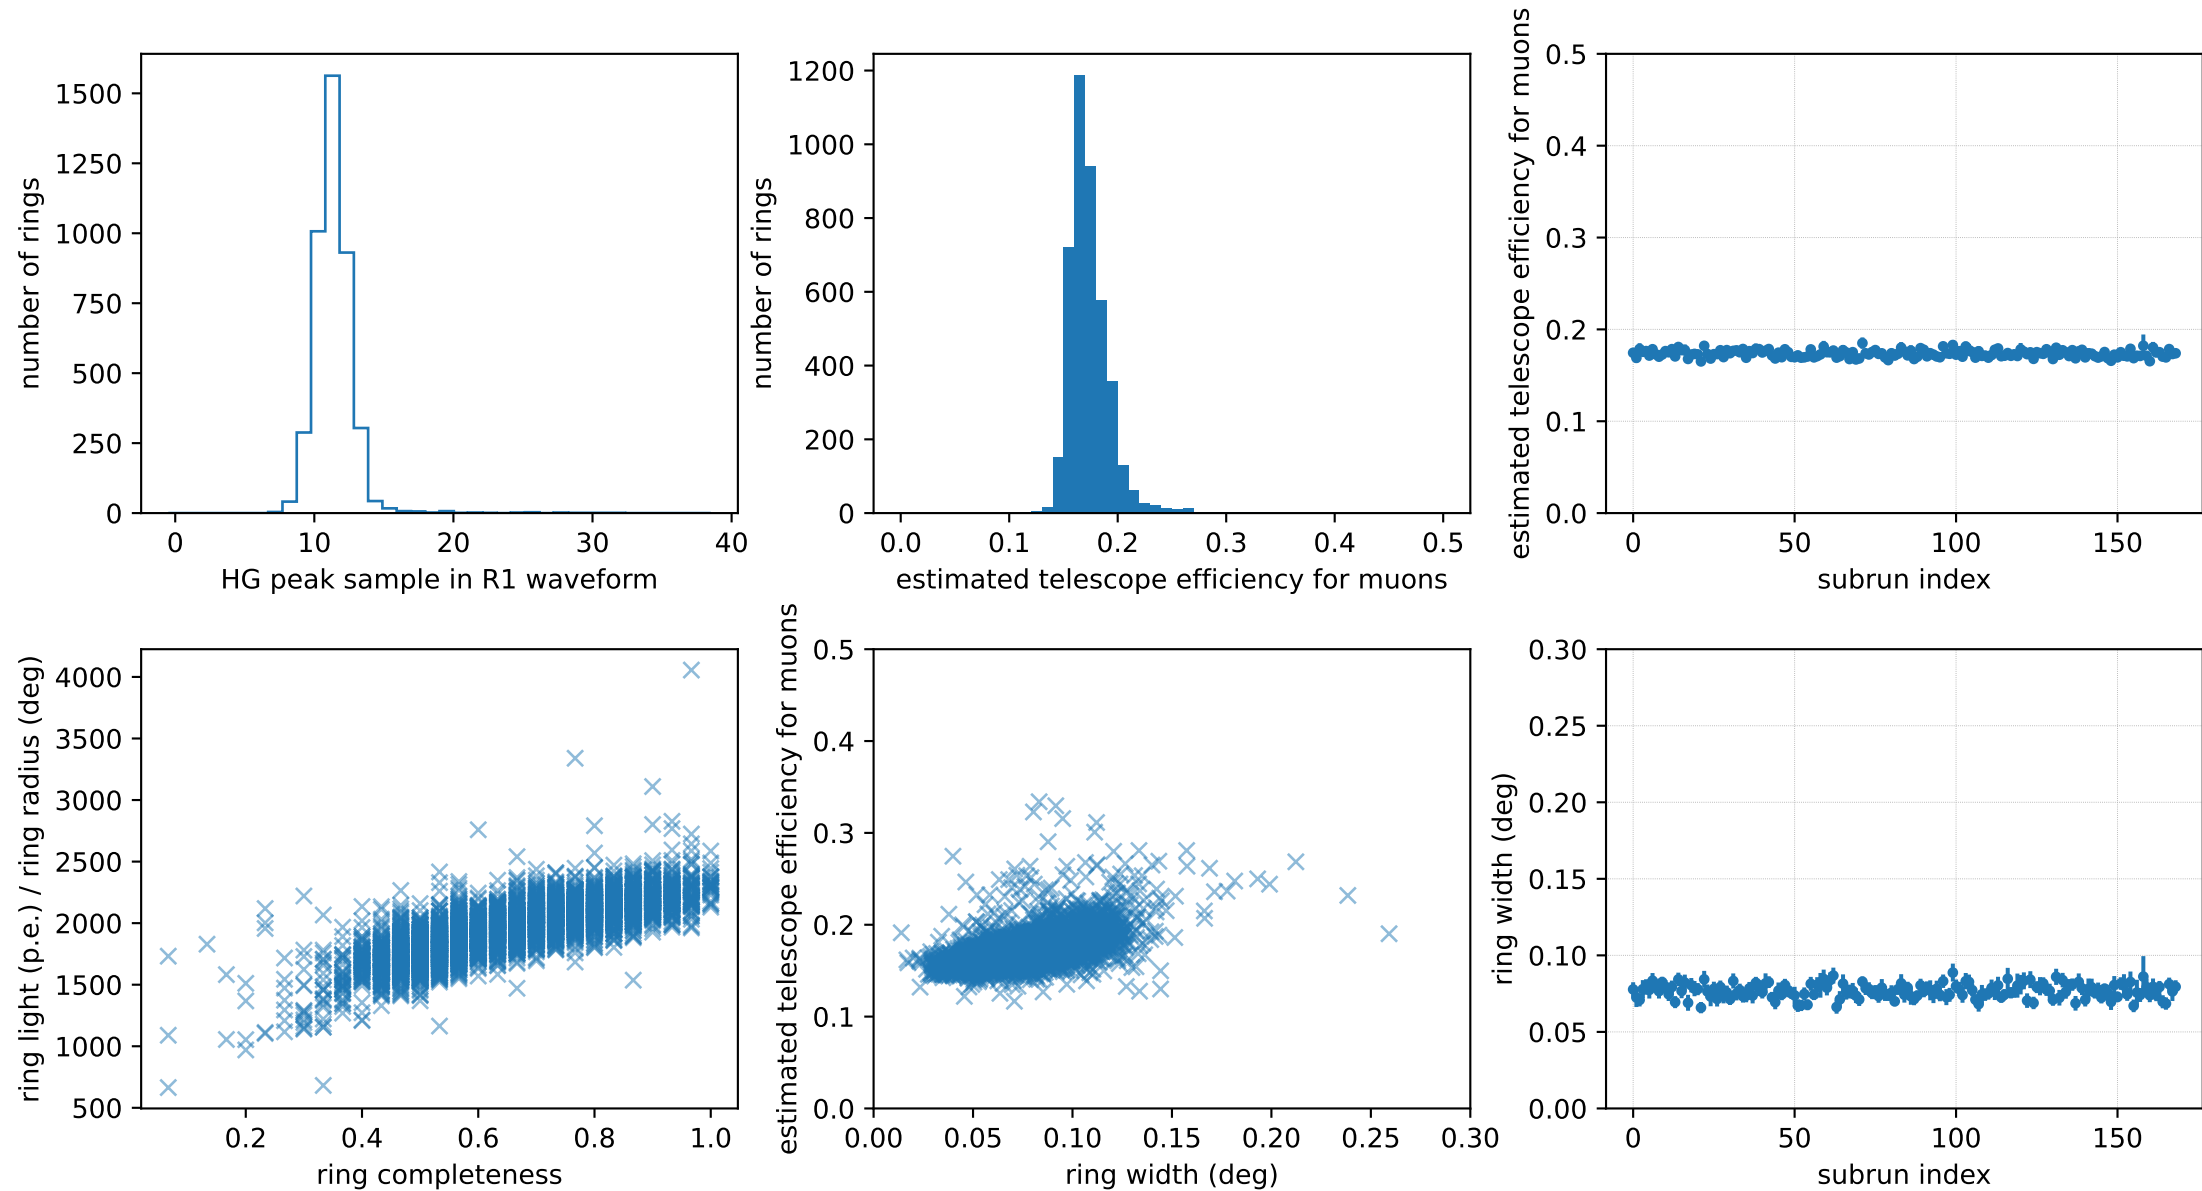 number of rings
1500
1250
1000
750
500
250
0
0 10 20 30 40
HG peak sample in R1 waveform
number of rings
1200
1000
800
600
400
200
0
0.0 0.1 0.2 0.3 0.4 0.5
estimated telescope efficiency for muons
estimated telescope efficiency for muons
0.5
0.4
0.3
0.2
0.1
0.0
0 50 100 150
subrun index
ring light (p.e.) / ring radius (deg)
4000
3500
3000
2500
2000
1500
1000
500
0.2 0.4 0.6 0.8 1.0
ring completeness
estimated telescope efficiency for muons
0.5
0.4
0.3
0.2
0.1
0.0
0.00 0.05 0.10 0.15 0.20 0.25 0.30
ring width (deg)
ring width (deg)
0.30
0.25
0.20
0.15
0.10
0.05
0.00
0 50 100 150
subrun index